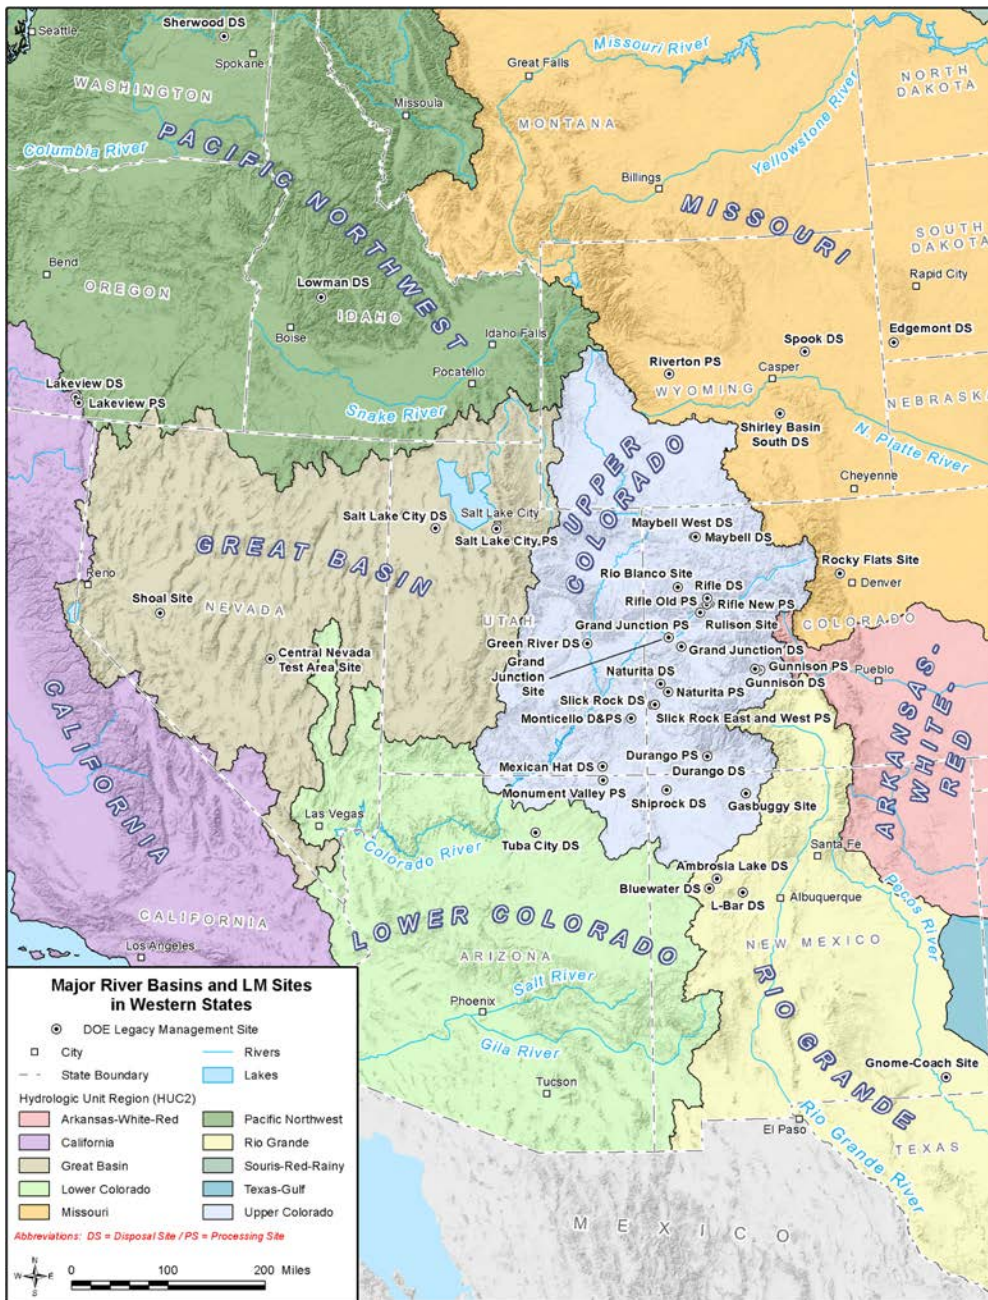 Seattle
Sherwood DS
Spokane
WASHINGTON
Missoula
Columbia River
PACIFIC NORTHWEST
Great Falls
Missouri River
MONTANA
NORTH
DAKOTA
Yellowstone River
Billings
MISSOURI
SOUTH
DAKOTA
Rapid City
Bend
OREGON
Lowman DS
IDAHO
Boise
Idaho Falls
Pocatello
Snake River
Lakeview DS
Lakeview PS
Riverton PS
WYOMING
Spook DS
Casper
Edgemont DS
NEBRASKA
Shirley Basin
South DS
N. Platte River
Cheyenne
UPPER
COLORADO
Salt Lake City DS
Salt Lake City
Salt Lake City PS
GREAT BASIN
Reno
Shoal Site
NEVADA
UTAH
Central Nevada
Test Area Site
Maybell West DS
Maybell DS
Rio Blanco Site
Rifle DS
Rifle Old PS
Rifle New PS
Rulison Site
Grand Junction PS
Green River DS
Grand Junction DS
Grand
Junction
Site
Gunnison PS
Gunnison DS
Naturita DS
Naturita PS
Slick Rock DS
Slick Rock East and West PS
Monticello D&PS
Rocky Flats Site
Denver
COLORADO
Pueblo
ARKANSAS-
WHITE-
RED
Durango PS
Durango DS
Mexican Hat DS
Monument Valley PS
Shiprock DS
Gasbuggy Site
CALIFORNIA
Las Vegas
Colorado River
Tuba City DS
Santa Fe
Pecos River
Ambrosia Lake DS
Bluewater DS
L-Bar DS
Albuquerque
CALIFORNIA
Los Angeles
LOWER COLORADO
ARIZONA
NEW MEXICO
RIO GRANDE
Phoenix
Salt River
Gila River
Tucson
Gnome-Coach Site
El Paso
Rio Grande River
TEXAS
MEXICO
Major River Basins and LM Sites
in Western States
DOE Legacy Management Site
City
Rivers
State Boundary
Lakes
Hydrologic Unit Region (HUC2)
Arkansas-White-Red
Pacific Northwest
California
Rio Grande
Great Basin
Souris-Red-Rainy
Lower Colorado
Texas-Gulf
Missouri
Upper Colorado
Abbreviations: DS = Disposal Site / PS = Processing Site
N
W
E
S
0
100
200
Miles